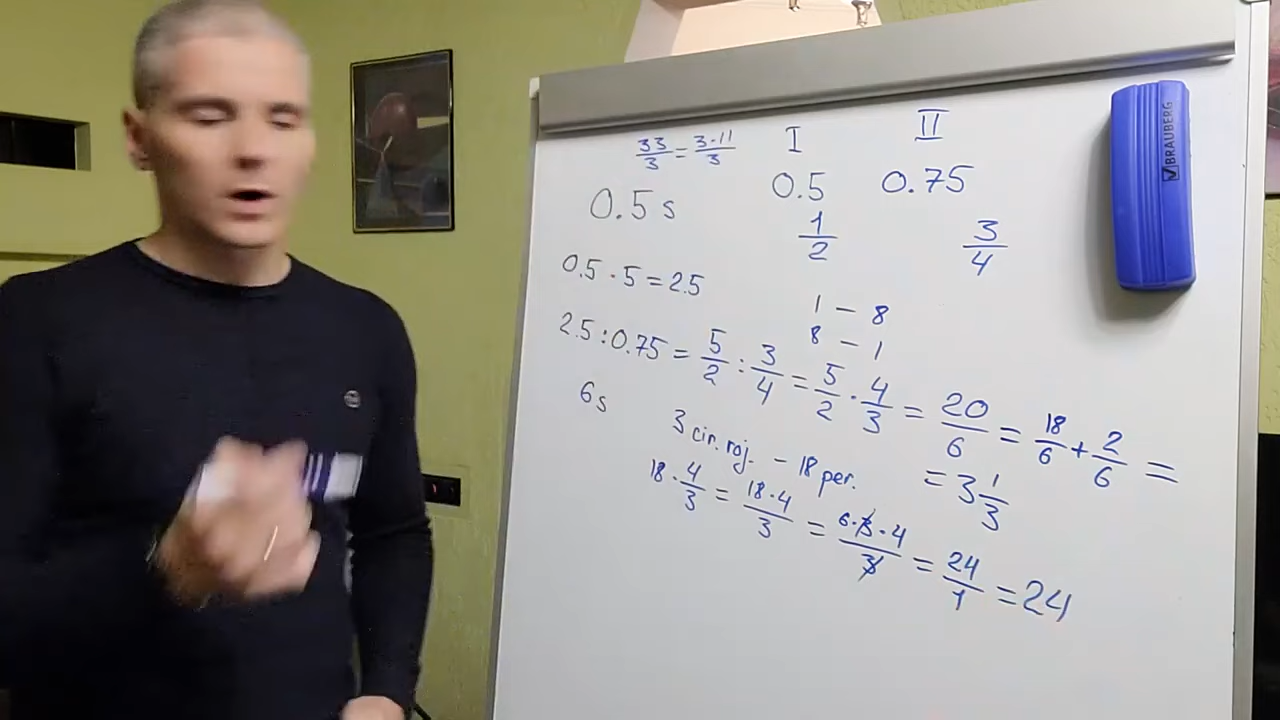 33/3 = 3·11/3
I II
0.5 s 0.5 0.75
1/2 3/4
0.5 · 5 = 2.5
1 – 8
8 – 1
2.5 : 0.75 = 5/2 : 3/4 = 5/2 · 4/3 = 20/6 = 18/6 + 2/6 =
= 3 1/3
6 s
3 cir. roj. – 18 per.
18 · 4/3 = 18·4/3 = 6·3·4/3 = 24/1 = 24
BRAUBERG